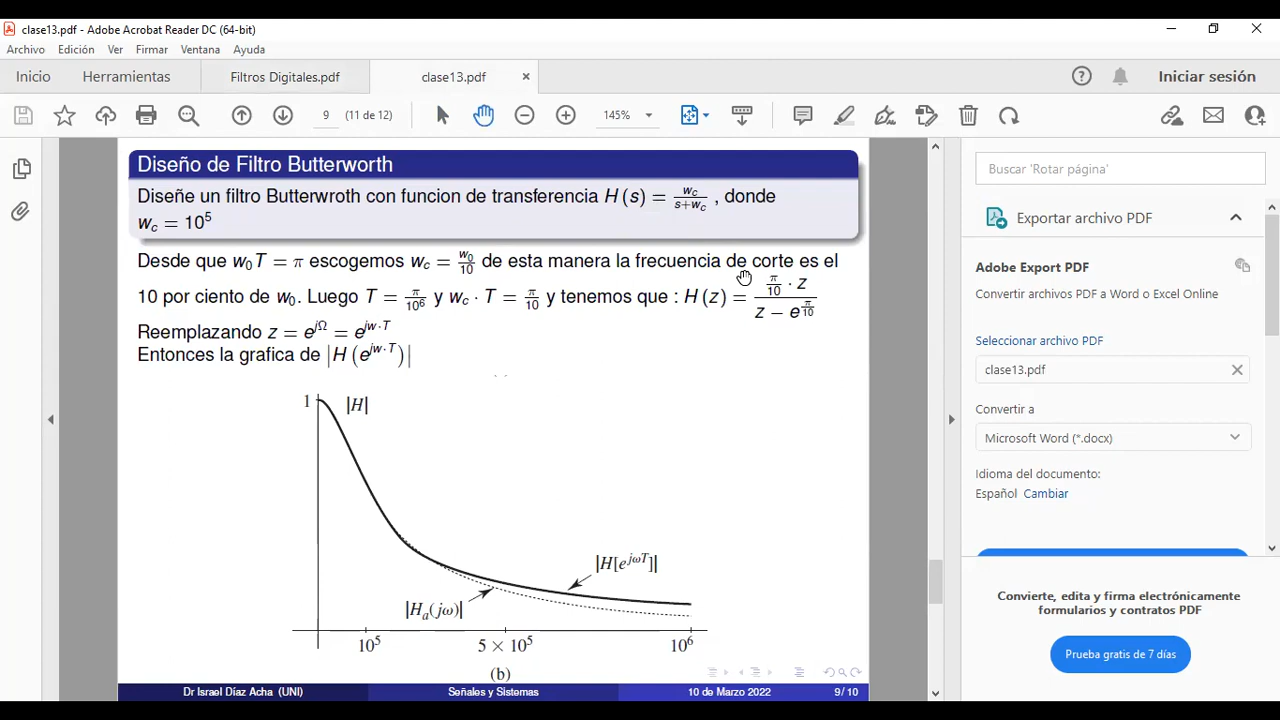 clase13.pdf - Adobe Acrobat Reader DC (64-bit)
Archivo Edición Ver Firmar Ventana Ayuda
Inicio Herramientas Filtros Digitales.pdf clase13.pdf × Iniciar sesión
9 (11 de 12) 145%
Diseño de Filtro Butterworth
Diseñe un filtro Butterwroth con funcion de transferencia H(s) = w_c/(s+w_c) , donde
w_c = 10^5
Desde que w_0T = π escogemos w_c = w_0/10 de esta manera la frecuencia de corte es el
10 por ciento de w_0. Luego T = π/10^6 y w_c · T = π/10 y tenemos que : H(z) = (π/10 · z)/(z − e^(π/10))
Reemplazando z = e^(jΩ) = e^(jw·T)
Entonces la grafica de |H(e^(jw·T))|
1 |H|
|H[e^(jωT)]|
|H_a(jω)|
10^5 5 × 10^5 10^6
(b)
Dr Israel Díaz Acha (UNI) Señales y Sistemas 10 de Marzo 2022 9/10
Buscar 'Rotar página'
Exportar archivo PDF
Adobe Export PDF
Convertir archivos PDF a Word o Excel Online
Seleccionar archivo PDF
clase13.pdf
Convertir a
Microsoft Word (*.docx)
Idioma del documento:
Español Cambiar
Convierte, edita y firma electrónicamente
formularios y contratos PDF
Prueba gratis de 7 días